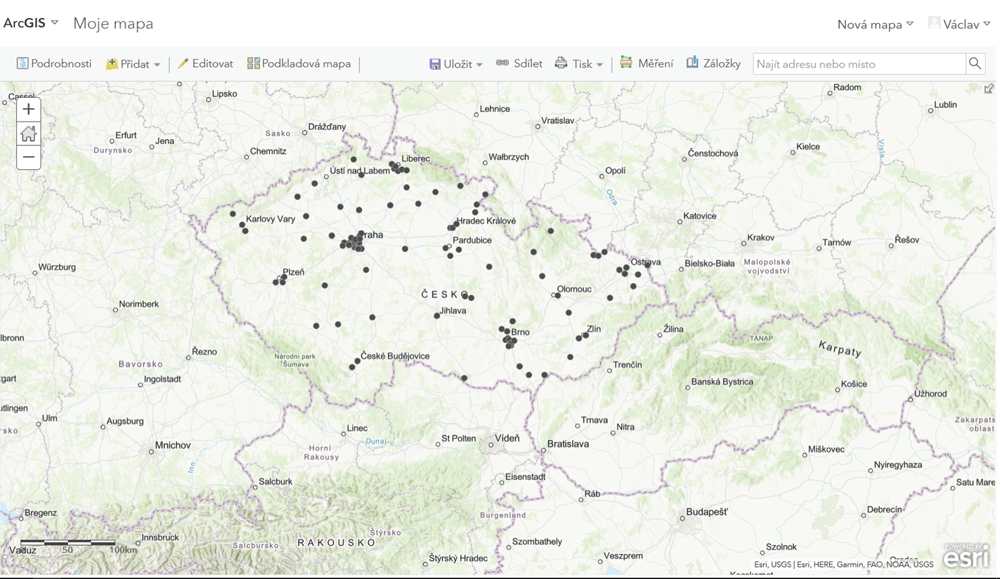 ArcGIS Moje mapa Nová mapa Václav
Podrobnosti Přidat Editovat Podkladová mapa Uložit Sdílet Tisk Měření Záložky Najít adresu nebo místo
Radom
Cassel
Lipsko
Lublin
Lehnice
Vratislav
Drážďany
Sasko
Erfurt
Jena
Durynsko
Visla
Kielce
Chemnitz
Čenstochová
Liberec
Wałbrzych
Ústí nad Labem
Opolí
Odra
Katovice
Karlovy Vary
Hradec Králové
Praha
Pardubice
Krakov
Tarnów
Řešov
Würzburg
Ostrava
Bielsko-Biała
Malopolské
vojvodství
Plzeň
Olomouc
ČESKO
Norimberk
Jihlava
Brno
Zlín
Žilina
TANAP
Karpaty
lbronn
Řezno
Národní park
Šumava
České Budějovice
Bavorsko
Trenčín
gart
Ingolstadt
Banská Bystrica
Košice
Užhorod
utlingen
Ulm
Augsburg
Trnava
Nitra
Zakarpats
oblast
rsko
Linec
Dunaj
St Polten
Vídeň
Bratislava
Mnichov
Horní
Rakousy
Inn
Miškovec
Nyiregyhaza
Salcburk
Eisenstadt
Satu Mare
Ráb
Bregenz
Burgenland
Budapešť
Debrecín
Innsbruck
Štýrsko
RAKOUSKO
Salcbursko
Szombathely
0 50 100km
Vaduz
Szolnok
Štýrský Hradec
Veszprem
Oradea
POWERED BY
esri
Esri, USGS | Esri, HERE, Garmin, FAO, NOAA, USGS
Kecskemet